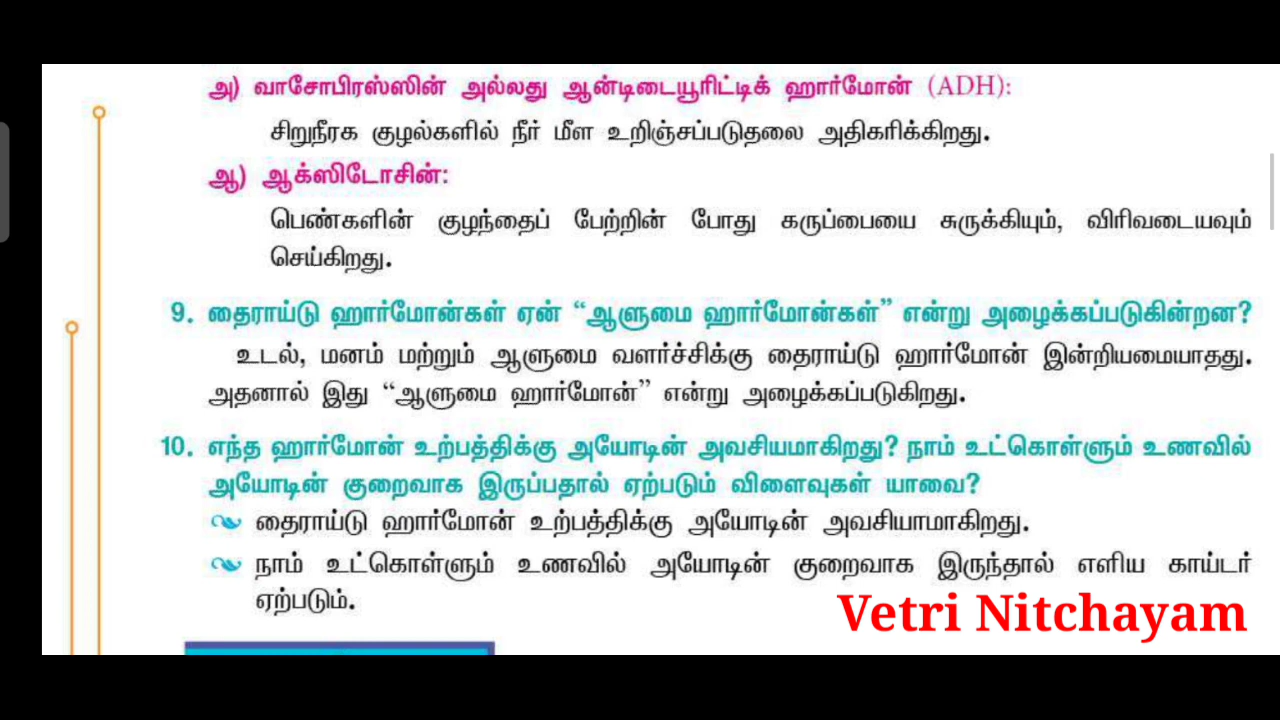 அ) வாசோபிரஸ்ஸின் அல்லது ஆன்டிடையூரிட்டிக் ஹார்மோன் (ADH):
சிறுநீரக குழல்களில் நீர் மீள உறிஞ்சப்படுதலை அதிகரிக்கிறது.
ஆ) ஆக்ஸிடோசின்:
பெண்களின் குழந்தைப் பேற்றின் போது கருப்பையை சுருக்கியும், விரிவடையவும்
செய்கிறது.
9. தைராய்டு ஹார்மோன்கள் ஏன் “ஆளுமை ஹார்மோன்கள்” என்று அழைக்கப்படுகின்றன?
உடல், மனம் மற்றும் ஆளுமை வளர்ச்சிக்கு தைராய்டு ஹார்மோன் இன்றியமையாதது.
அதனால் இது “ஆளுமை ஹார்மோன்” என்று அழைக்கப்படுகிறது.
10. எந்த ஹார்மோன் உற்பத்திக்கு அயோடின் அவசியமாகிறது? நாம் உட்கொள்ளும் உணவில்
அயோடின் குறைவாக இருப்பதால் ஏற்படும் விளைவுகள் யாவை?
தைராய்டு ஹார்மோன் உற்பத்திக்கு அயோடின் அவசியாமாகிறது.
நாம் உட்கொள்ளும் உணவில் அயோடின் குறைவாக இருந்தால் எளிய காய்டர்
ஏற்படும்.
Vetri Nitchayam